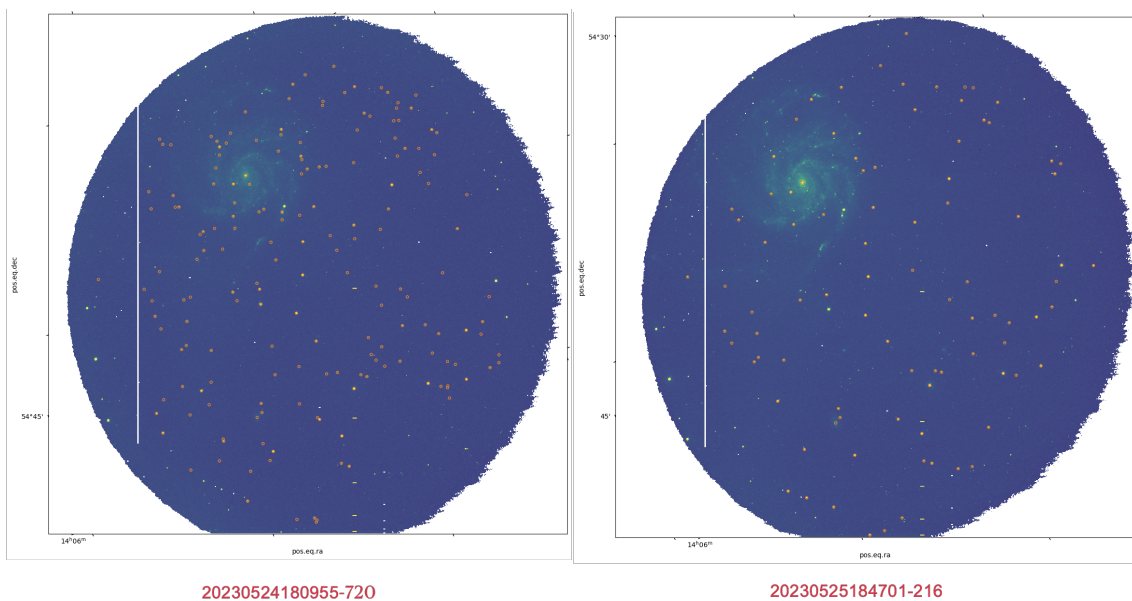 54°30'
pos.eq.dec
pos.eq.dec
54°45'
45'
14ʰ06ᵐ
14ʰ06ᵐ
pos.eq.ra
pos.eq.ra
20230524180955-720
20230525184701-216